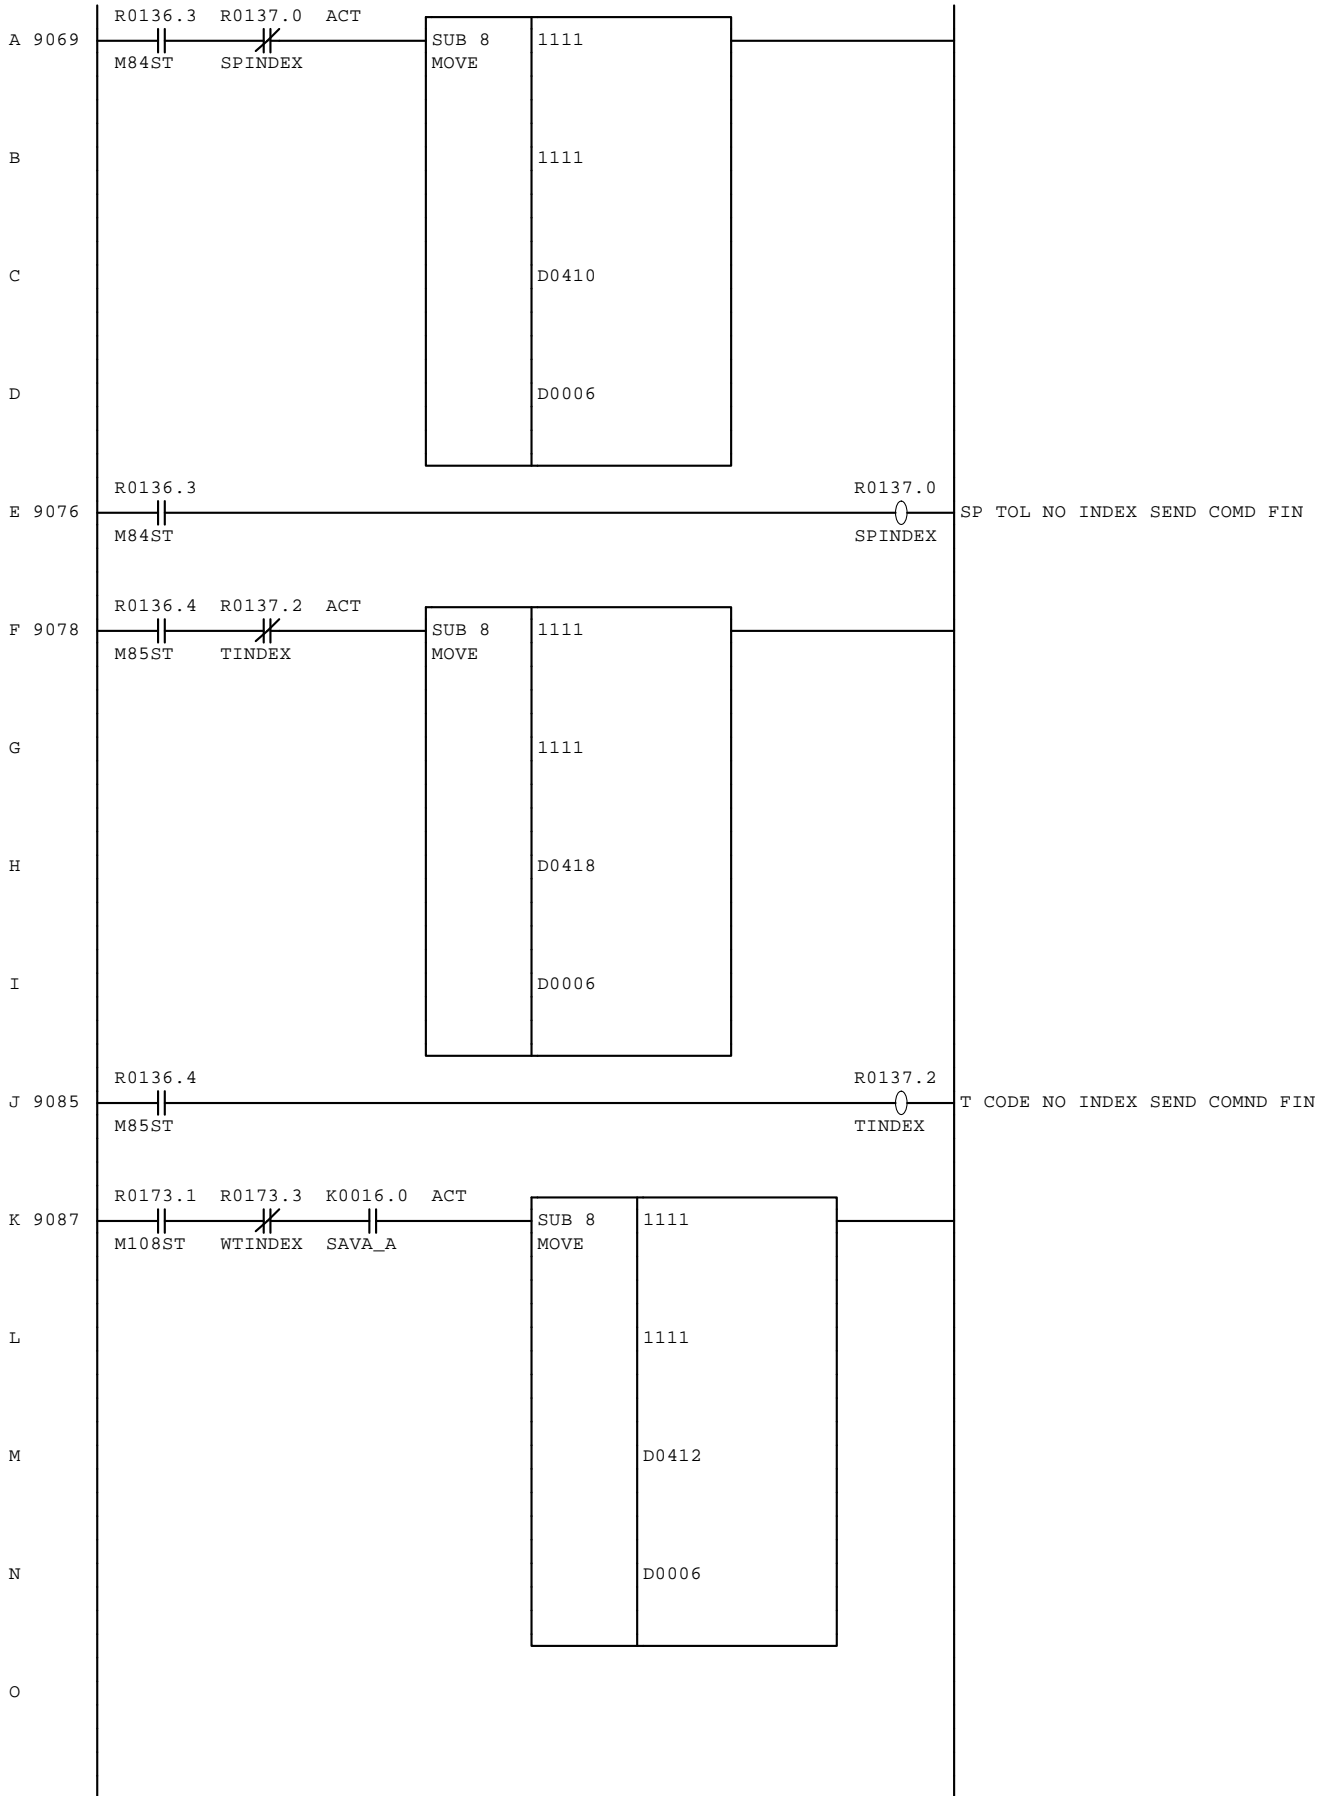 R0136.3 R0137.0 ACT
A 9069 SUB 8 1111
M84ST SPINDEX MOVE
B 1111
C D0410
D D0006
R0136.3 R0137.0
E 9076 SP TOL NO INDEX SEND COMD FIN
M84ST SPINDEX
R0136.4 R0137.2 ACT
F 9078 SUB 8 1111
M85ST TINDEX MOVE
G 1111
H D0418
I D0006
R0136.4 R0137.2
J 9085 T CODE NO INDEX SEND COMND FIN
M85ST TINDEX
R0173.1 R0173.3 K0016.0 ACT
K 9087 SUB 8 1111
M108ST WTINDEX SAVA_A MOVE
L 1111
M D0412
N D0006
O